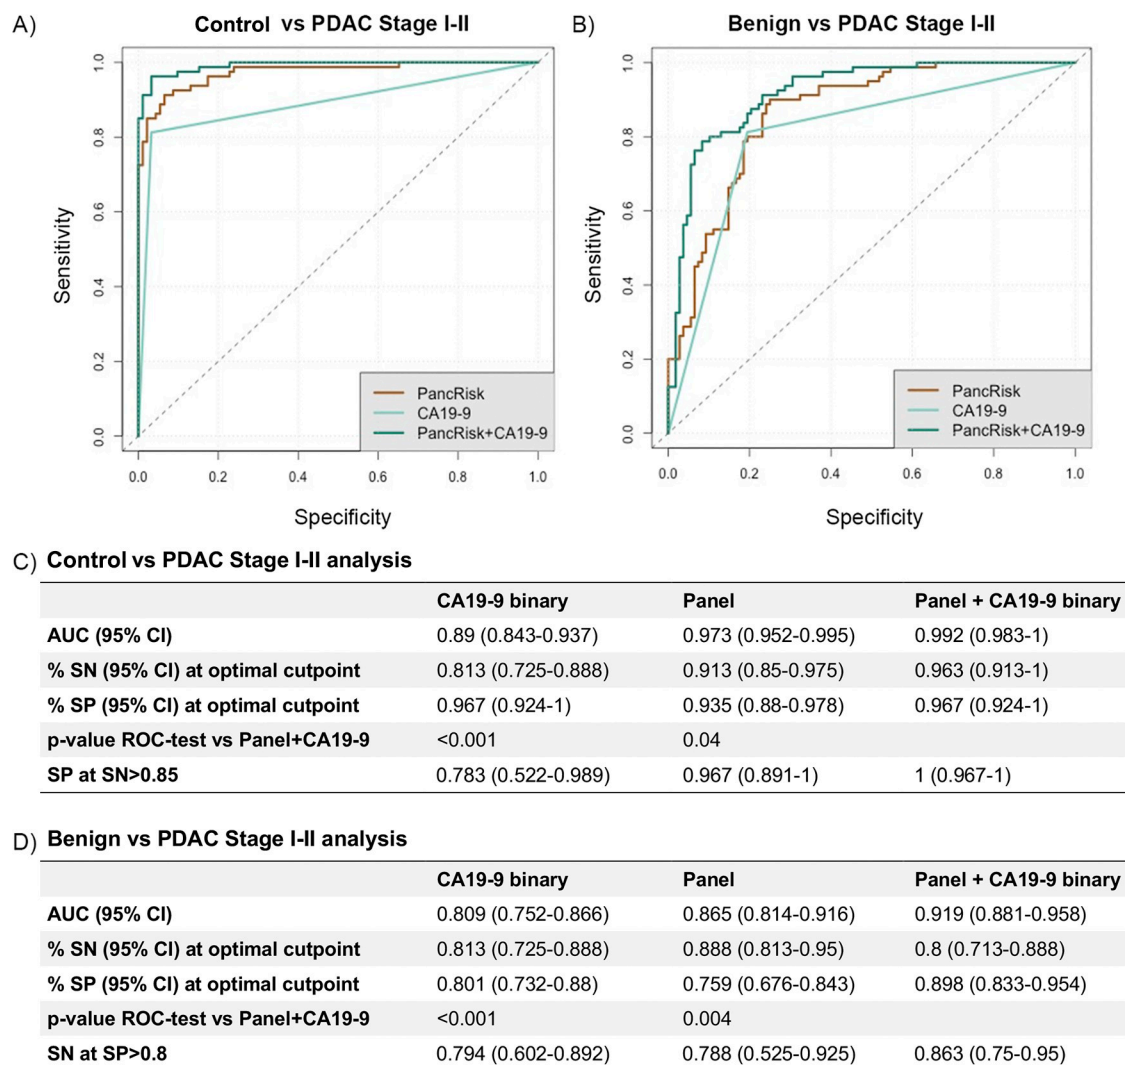 A) Control vs PDAC Stage I-II
1.0
0.8
0.6
0.4
0.2
0.0
Sensitivity
PancRisk
CA19-9
PancRisk+CA19-9
0.0 0.2 0.4 0.6 0.8 1.0
Specificity
B) Benign vs PDAC Stage I-II
1.0
0.8
0.6
0.4
0.2
0.0
Sensitivity
PancRisk
CA19-9
PancRisk+CA19-9
0.0 0.2 0.4 0.6 0.8 1.0
Specificity
C) Control vs PDAC Stage I-II analysis
CA19-9 binary Panel Panel + CA19-9 binary
AUC (95% CI) 0.89 (0.843-0.937) 0.973 (0.952-0.995) 0.992 (0.983-1)
% SN (95% CI) at optimal cutpoint 0.813 (0.725-0.888) 0.913 (0.85-0.975) 0.963 (0.913-1)
% SP (95% CI) at optimal cutpoint 0.967 (0.924-1) 0.935 (0.88-0.978) 0.967 (0.924-1)
p-value ROC-test vs Panel+CA19-9 <0.001 0.04
SP at SN>0.85 0.783 (0.522-0.989) 0.967 (0.891-1) 1 (0.967-1)
D) Benign vs PDAC Stage I-II analysis
CA19-9 binary Panel Panel + CA19-9 binary
AUC (95% CI) 0.809 (0.752-0.866) 0.865 (0.814-0.916) 0.919 (0.881-0.958)
% SN (95% CI) at optimal cutpoint 0.813 (0.725-0.888) 0.888 (0.813-0.95) 0.8 (0.713-0.888)
% SP (95% CI) at optimal cutpoint 0.801 (0.732-0.88) 0.759 (0.676-0.843) 0.898 (0.833-0.954)
p-value ROC-test vs Panel+CA19-9 <0.001 0.004
SN at SP>0.8 0.794 (0.602-0.892) 0.788 (0.525-0.925) 0.863 (0.75-0.95)